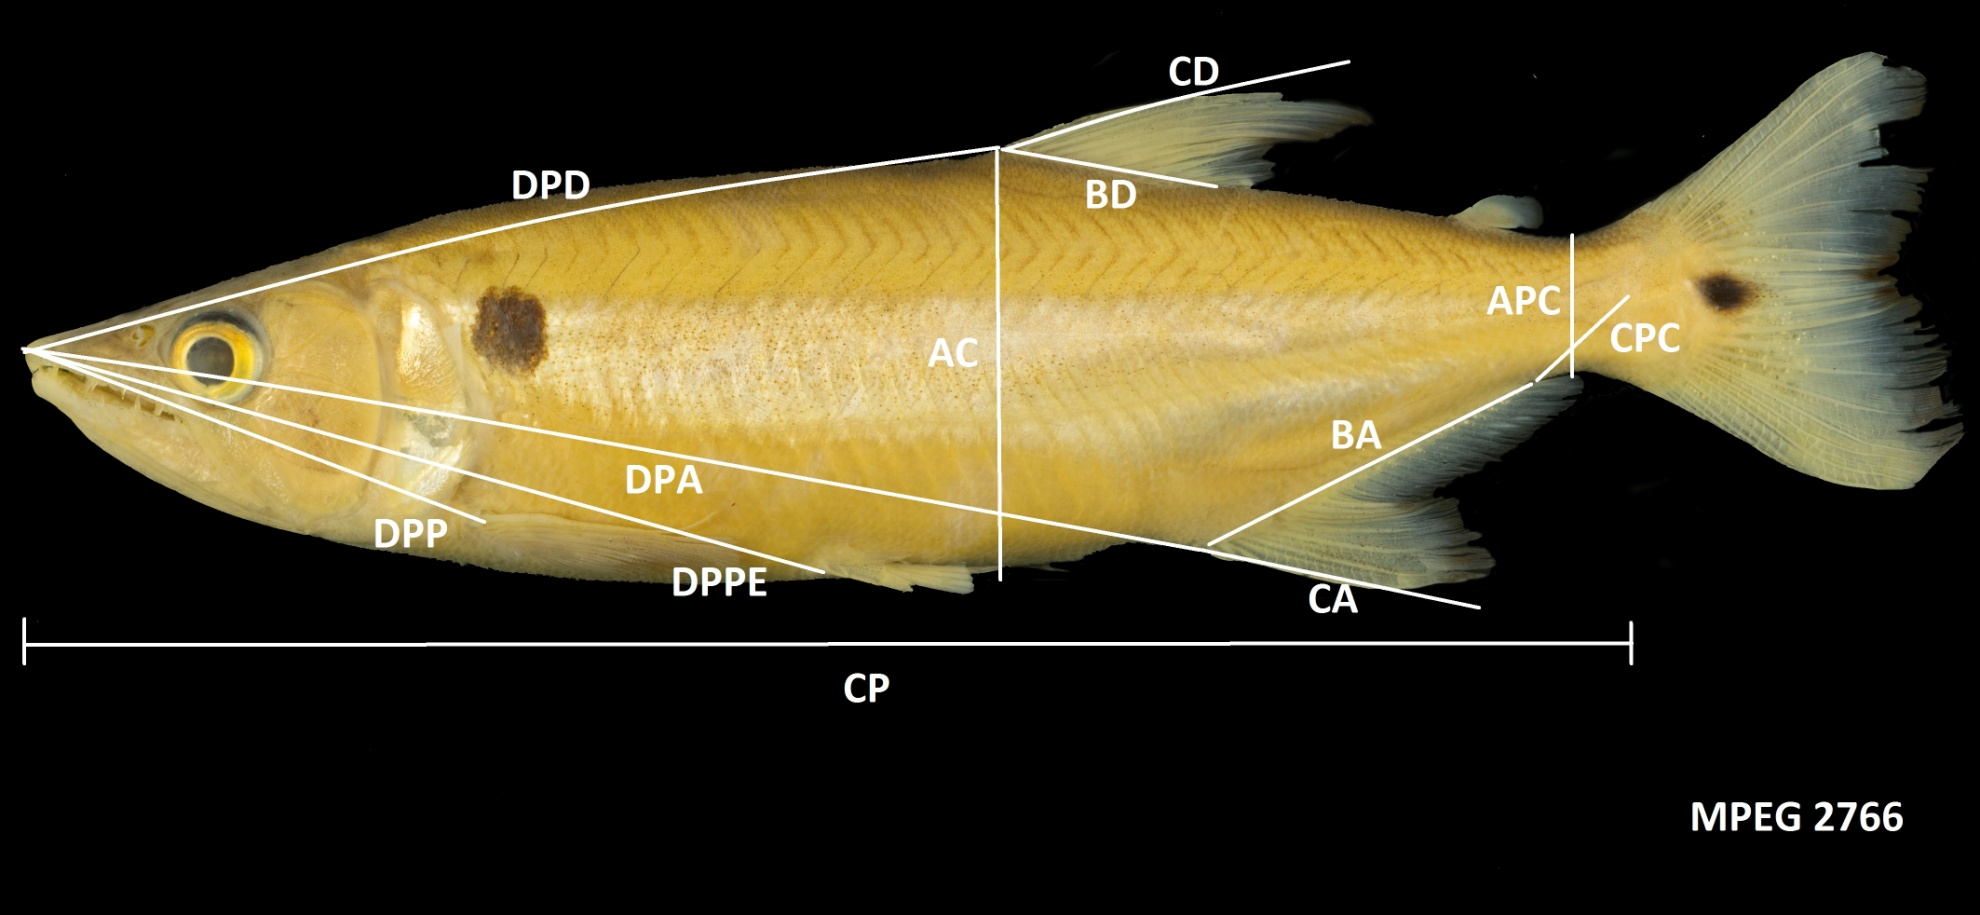 CD
DPD
BD
APC
CPC
AC
BA
DPA
DPP
DPPE
CA
CP
MPEG 2766